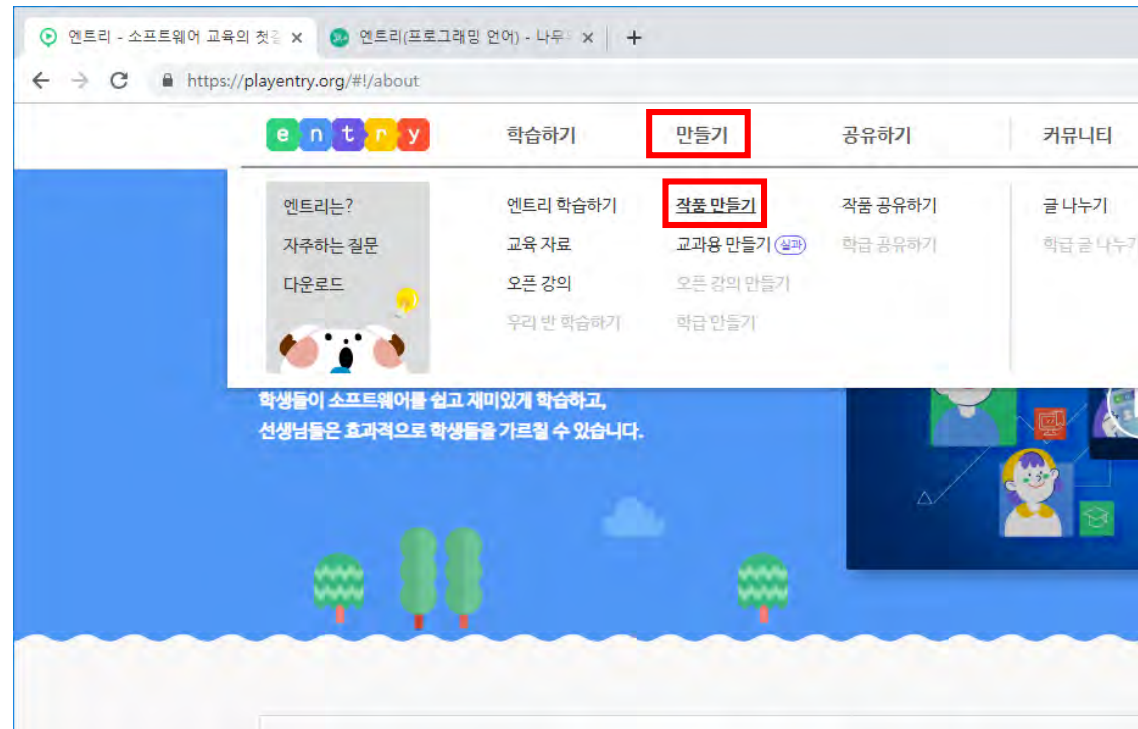 엔트리 - 소프트웨어 교육의 첫
엔트리(프로그래밍 언어) - 나무
https://playentry.org/#!/about
entry 학습하기 만들기 공유하기 커뮤니티
엔트리는? 엔트리 학습하기 작품 만들기 작품 공유하기 글 나누기
자주하는 질문 교육 자료 교과용 만들기 실과 학급 공유하기 학급 글 나누기
다운로드 오픈 강의 오픈 강의 만들기
우리 반 학습하기 학급 만들기
학생들이 소프트웨어를 쉽고 재미있게 학습하고,
선생님들은 효과적으로 학생들을 가르칠 수 있습니다.